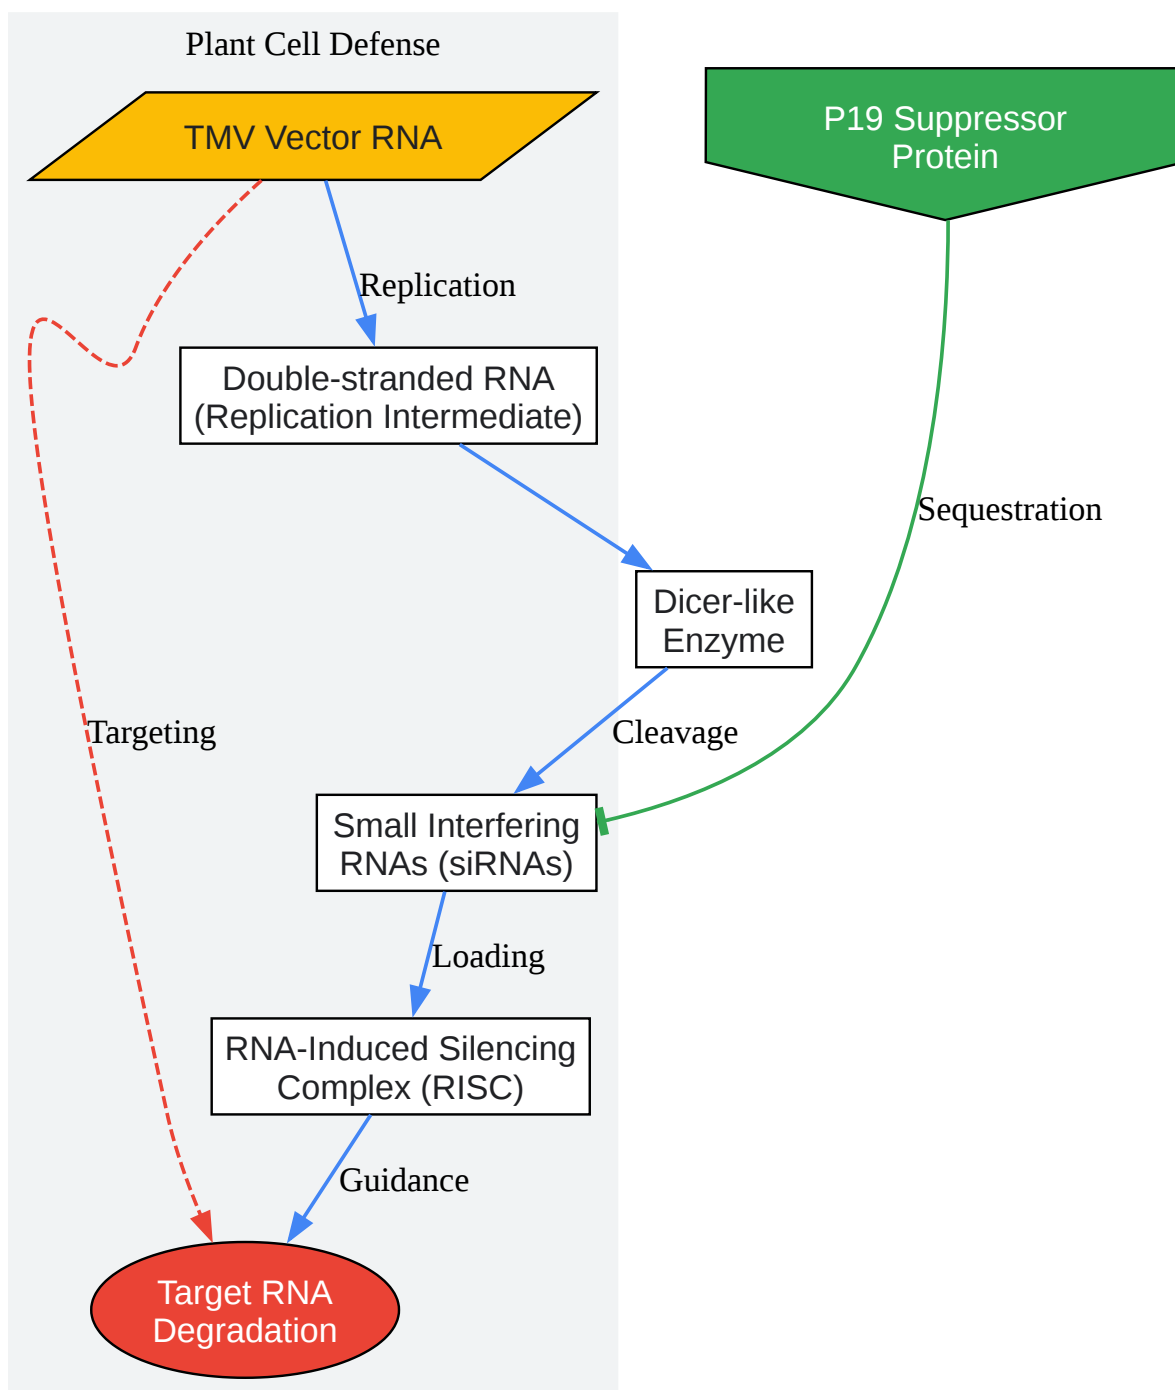 Plant Cell Defense
TMV Vector RNA
P19 Suppressor
Protein
Replication
Double-stranded RNA
(Replication Intermediate)
Sequestration
Dicer-like
Enzyme
Targeting
Cleavage
Small Interfering
RNAs (siRNAs)
Loading
RNA-Induced Silencing
Complex (RISC)
Guidance
Target RNA
Degradation